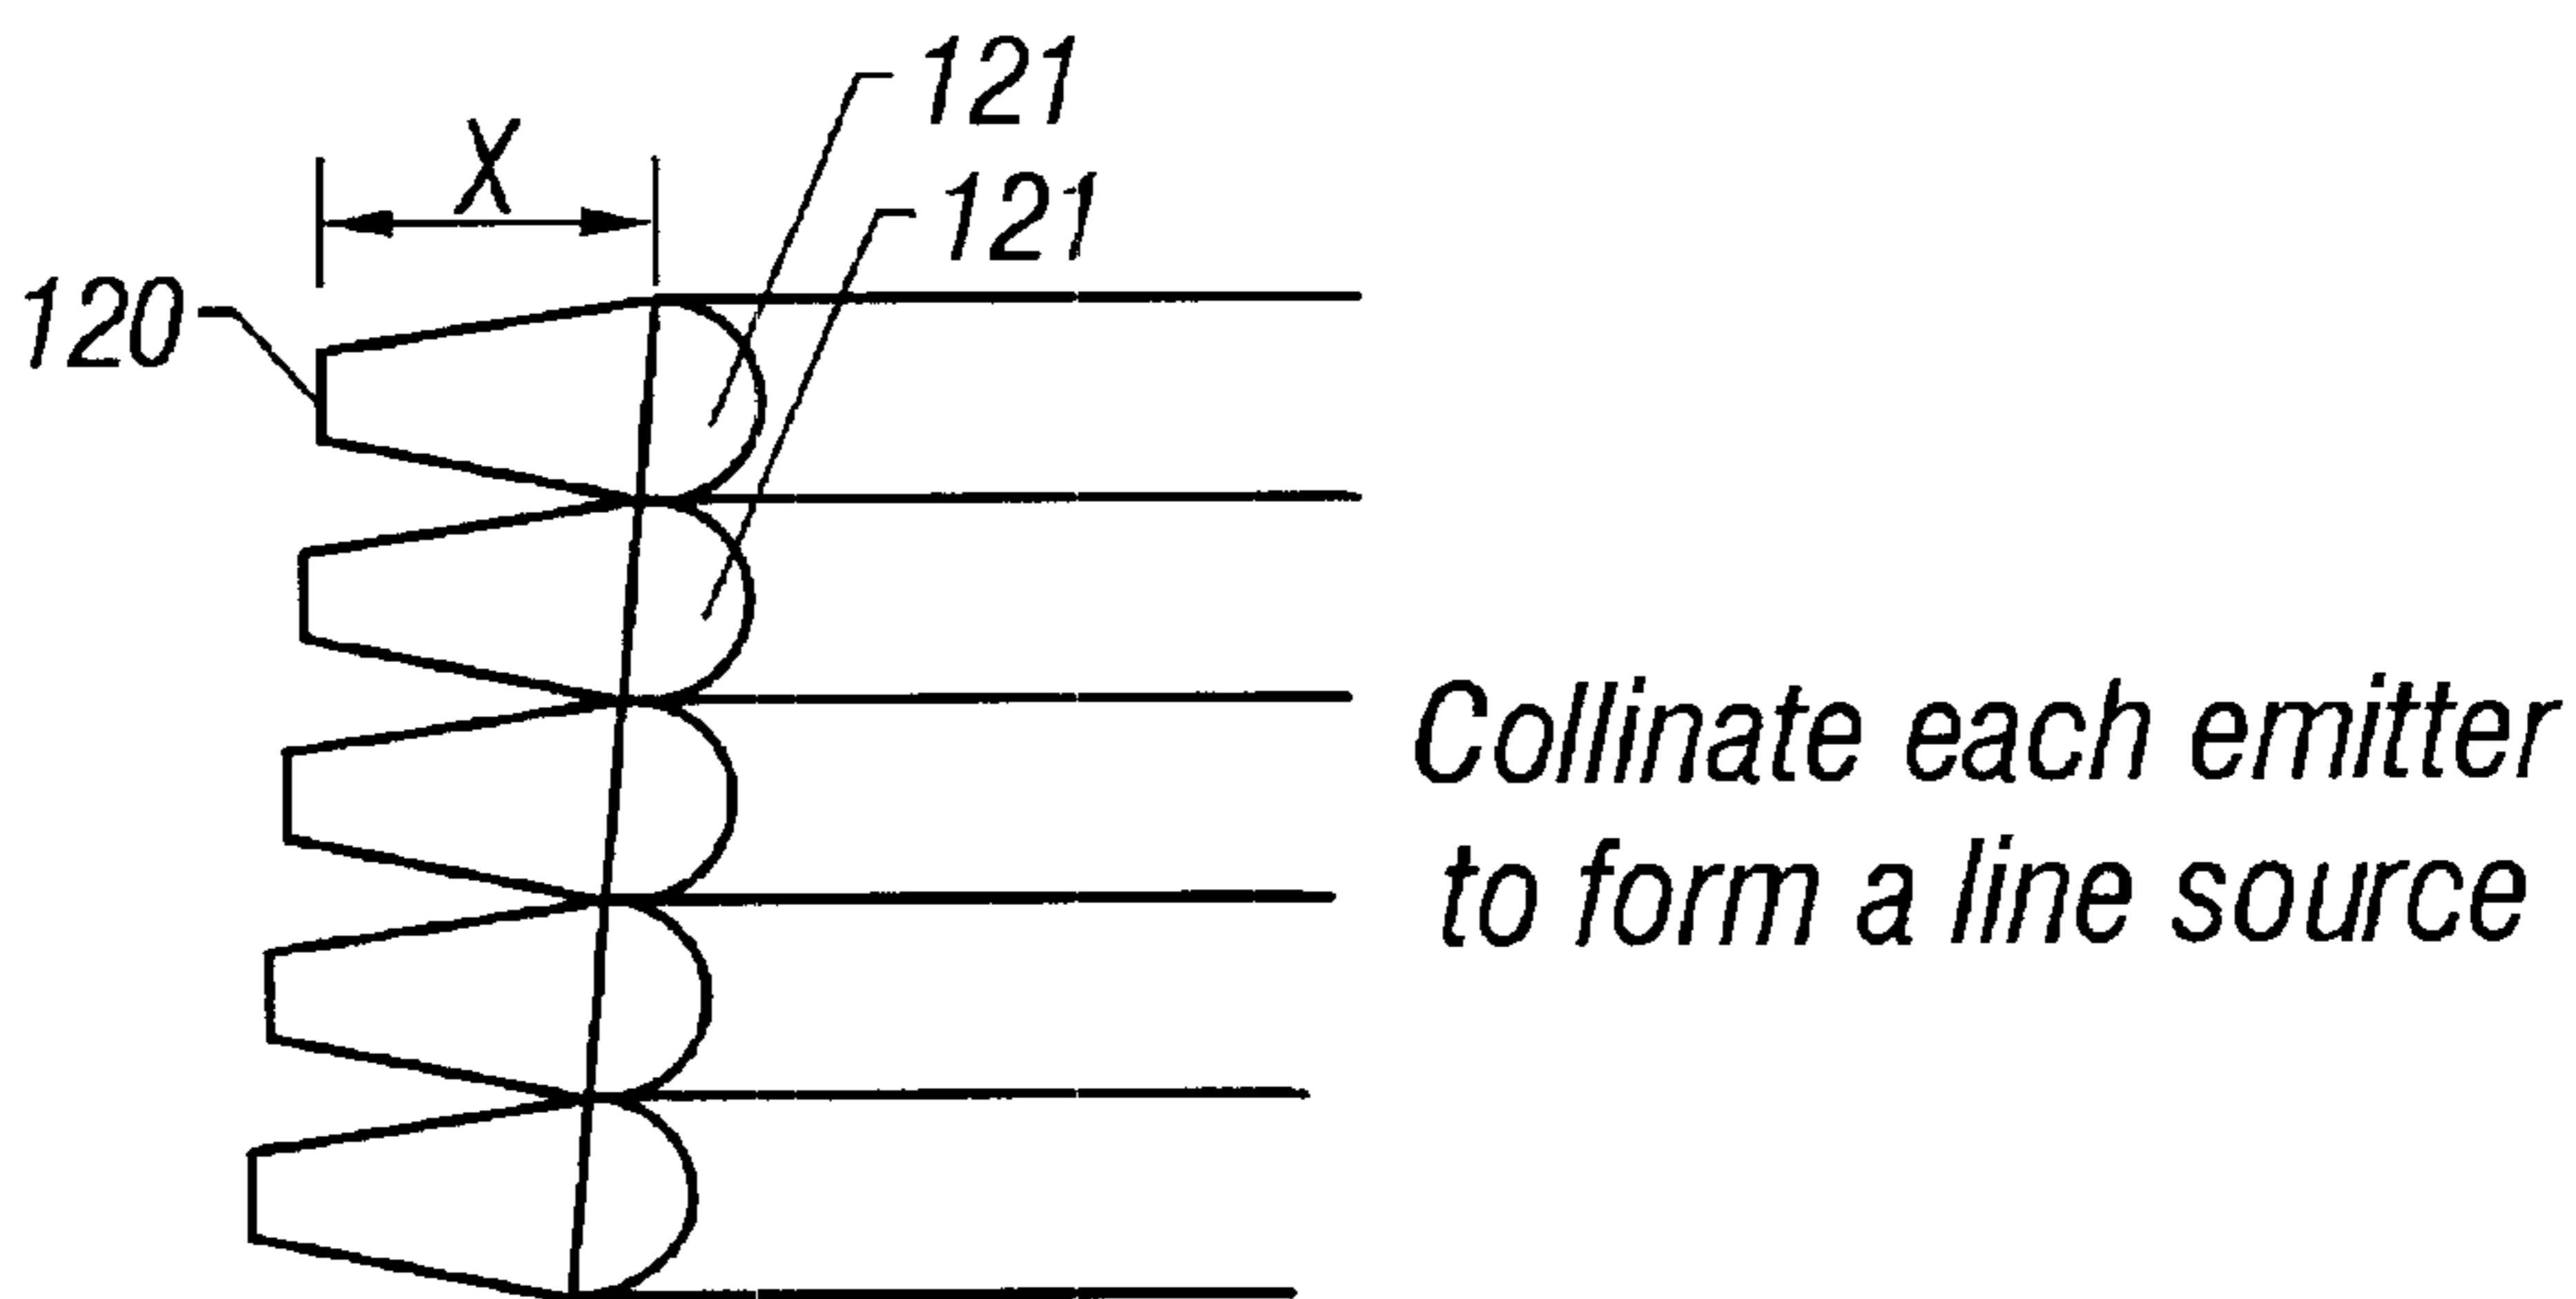 121
X
121
120
Collinate each emitter
to form a line source